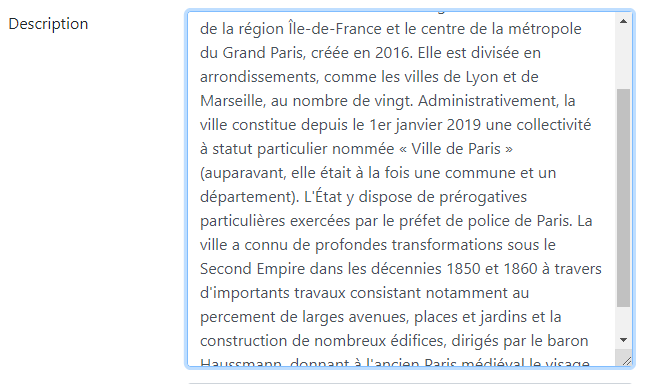 Description
de la région Île-de-France et le centre de la métropole
du Grand Paris, créée en 2016. Elle est divisée en
arrondissements, comme les villes de Lyon et de
Marseille, au nombre de vingt. Administrativement, la
ville constitue depuis le 1er janvier 2019 une collectivité
à statut particulier nommée « Ville de Paris »
(auparavant, elle était à la fois une commune et un
département). L'État y dispose de prérogatives
particulières exercées par le préfet de police de Paris. La
ville a connu de profondes transformations sous le
Second Empire dans les décennies 1850 et 1860 à travers
d'importants travaux consistant notamment au
percement de larges avenues, places et jardins et la
construction de nombreux édifices, dirigés par le baron
Haussmann, donnant à l'ancien Paris médiéval le visage